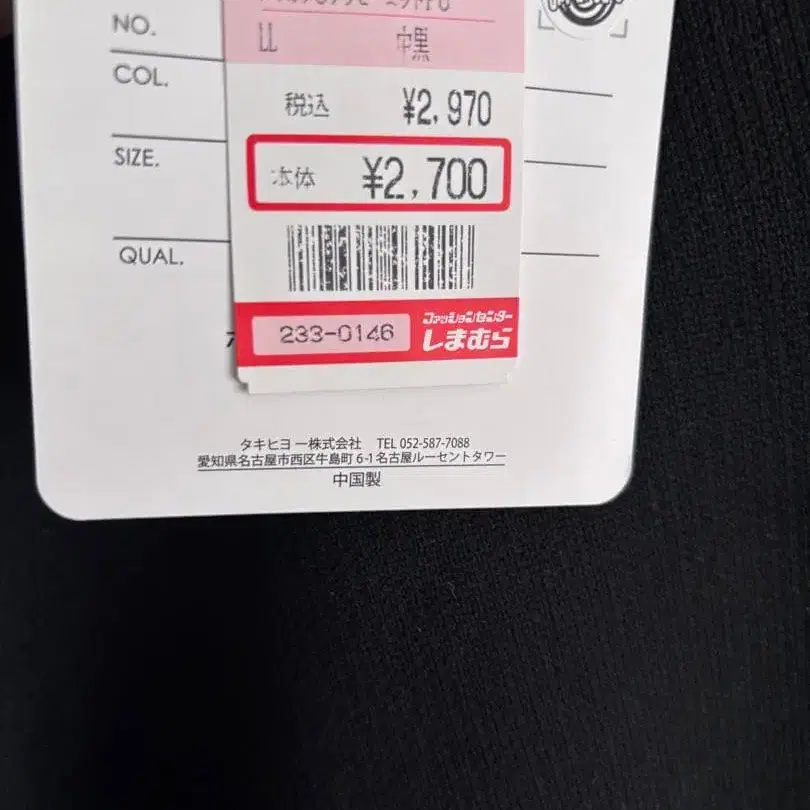 NO.
LL 中黒
COL.
税込 ¥2,970
SIZE.
本体 ¥2,700
QUAL.
ファッションセンター
233-0146 しまむら
タキヒヨー株式会社 TEL 052-587-7088
愛知県名古屋市西区牛島町6-1名古屋ルーセントタワー
中国製